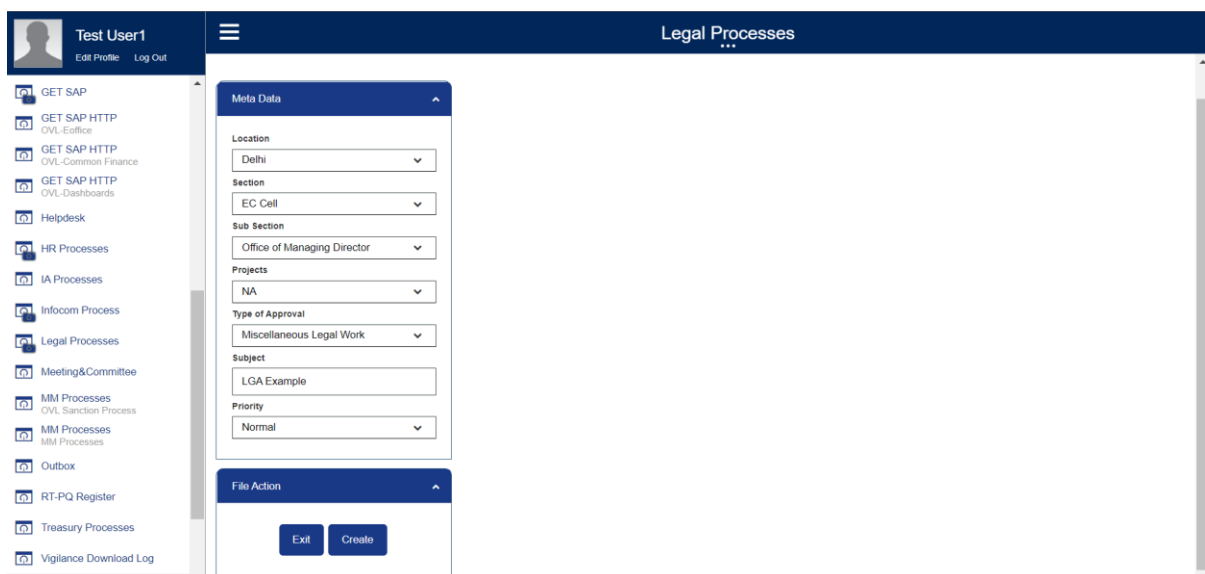 Test User1
Edit Profile Log Out
GET SAP
GET SAP HTTP
OVL-Eoffice
GET SAP HTTP
OVL-Common Finance
GET SAP HTTP
OVL-Dashboards
Helpdesk
HR Processes
IA Processes
Infocom Process
Legal Processes
Meeting&Committee
MM Processes
OVL Sanction Process
MM Processes
MM Processes
Outbox
RT-PQ Register
Treasury Processes
Vigilance Download Log
Legal Processes
Meta Data
Location
Delhi
Section
EC Cell
Sub Section
Office of Managing Director
Projects
NA
Type of Approval
Miscellaneous Legal Work
Subject
LGA Example
Priority
Normal
File Action
Exit Create